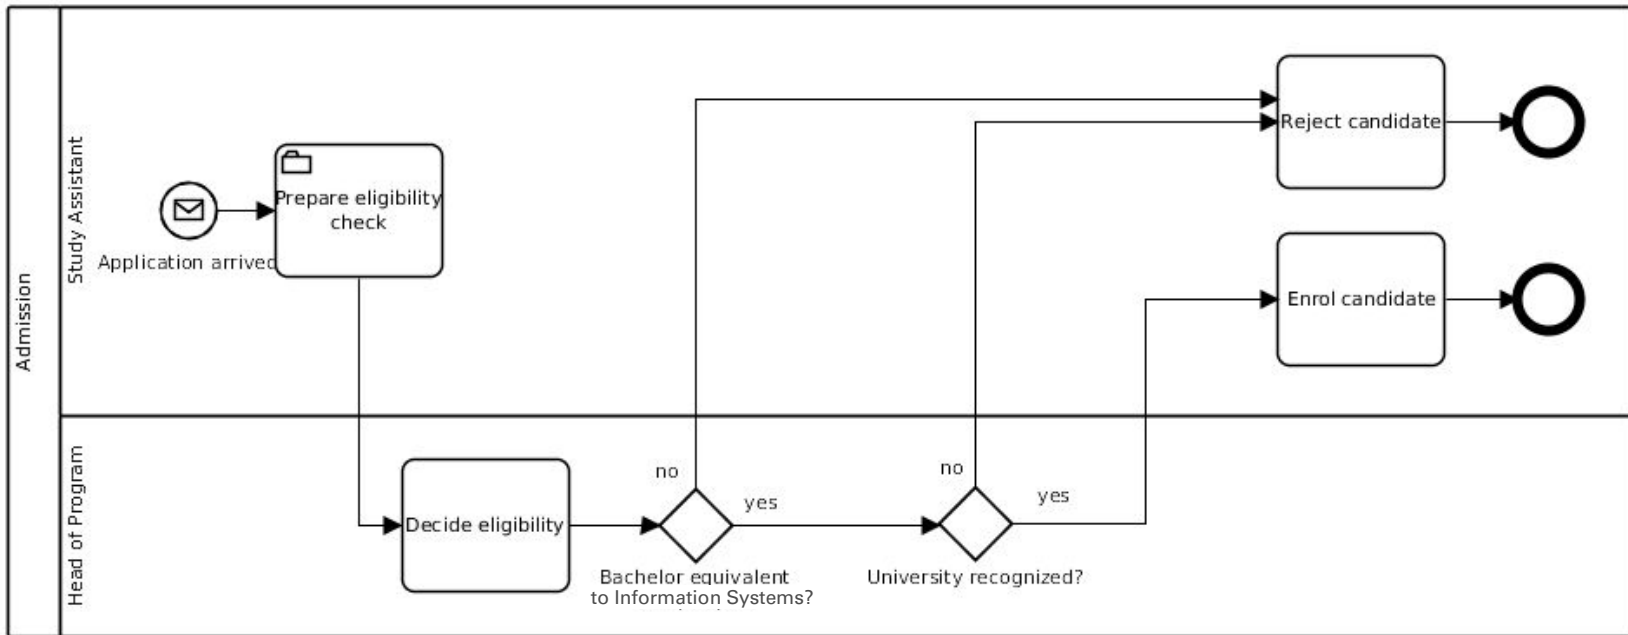 Admission
Study Assistant
Application arrived
Prepare eligibility
check
Reject candidate
Enrol candidate
Head of Program
Decide eligibility
no
yes
Bachelor equivalent
to Information Systems?
no
yes
University recognized?